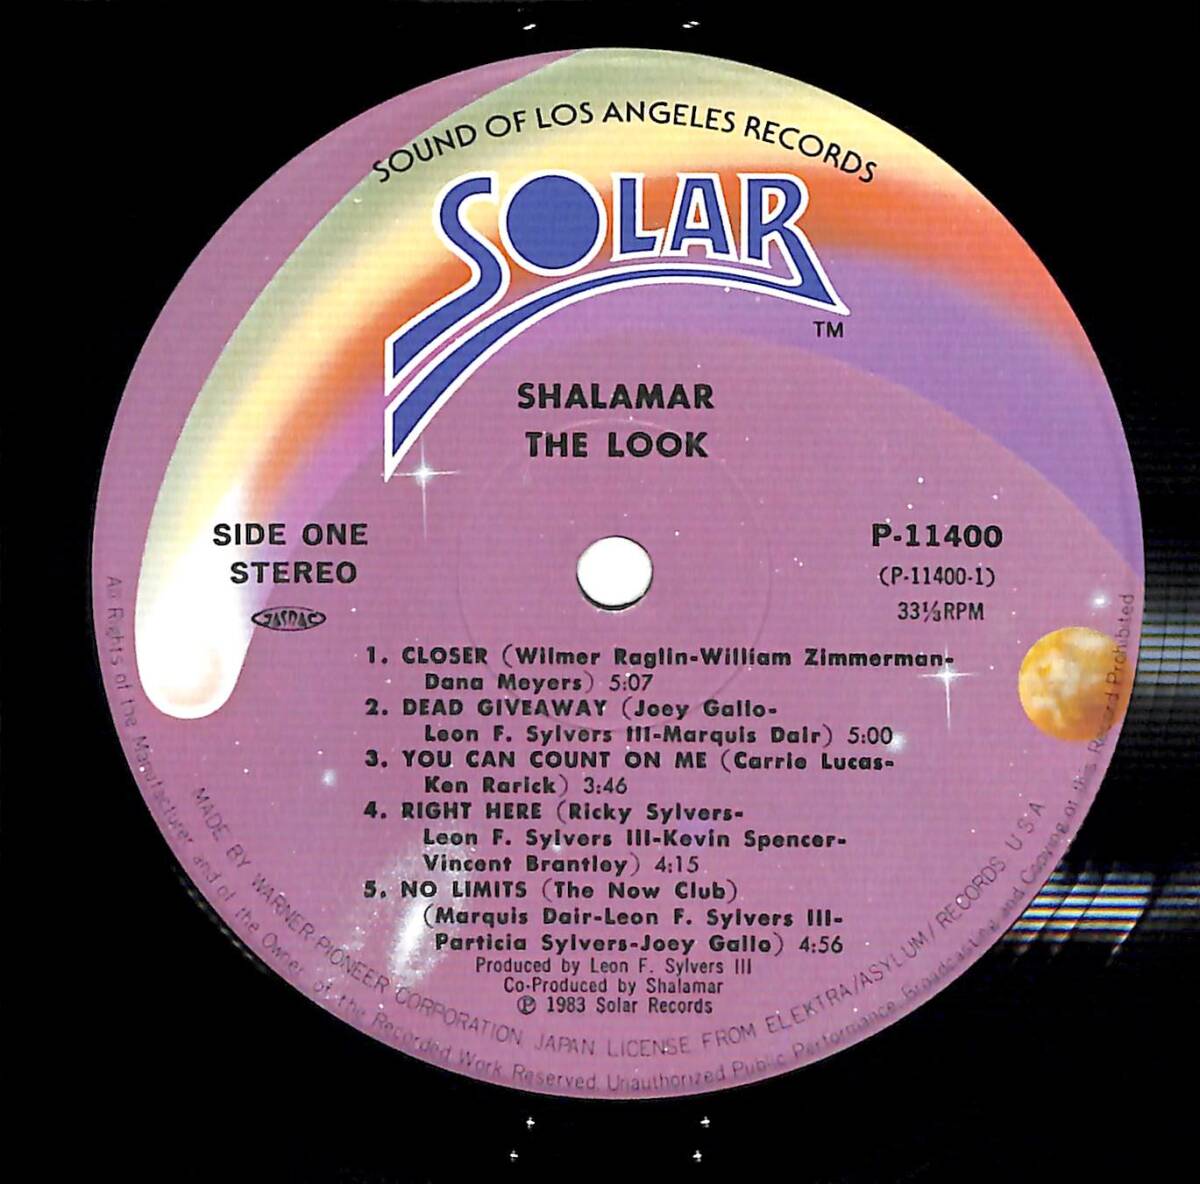 SOUND OF LOS ANGELES RECORDS
SOLAR
TM
SHALAMAR
THE LOOK
SIDE ONE
STEREO
JASRAC
P-11400
(P-11400-1)
33⅓RPM
1. CLOSER (Wilmer Raglin-William Zimmerman-
Dana Meyers) 5:07
2. DEAD GIVEAWAY (Joey Gallo-
Leon F. Sylvers III-Marquis Dair) 5:00
3. YOU CAN COUNT ON ME (Carrie Lucas-
Ken Rarick) 3:46
4. RIGHT HERE (Ricky Sylvers-
Leon F. Sylvers III-Kevin Spencer-
Vincent Brantley) 4:15
5. NO LIMITS (The Now Club)
(Marquis Dair-Leon F. Sylvers III-
Particia Sylvers-Joey Gallo) 4:56
Produced by Leon F. Sylvers III
Co-Produced by Shalamar
℗ 1983 Solar Records
MADE BY WARNER-PIONEER CORPORATION JAPAN LICENSE FROM ELEKTRA/ASYLUM/RECORDS U.S.A
All Rights of the Manufacturer and of the Owner of the Recorded Work Reserved. Unauthorized Public Performance, Broadcasting and Copying of this Record Prohibited